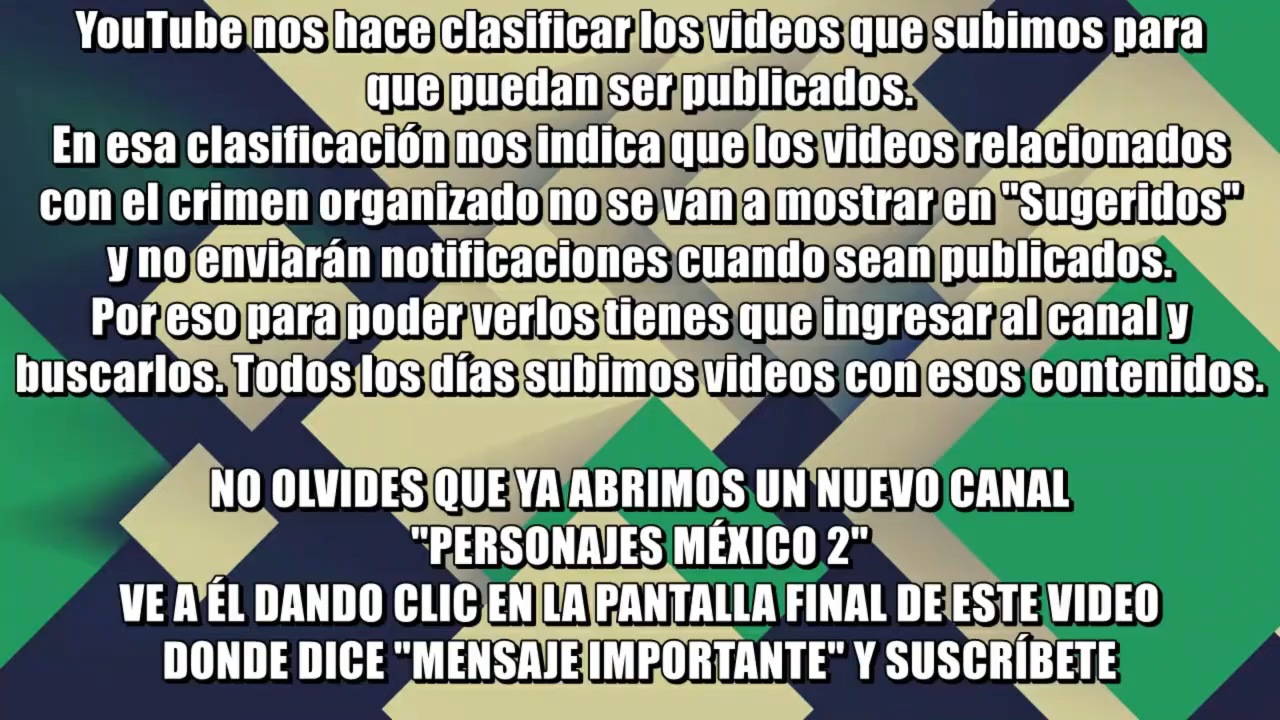 YouTube nos hace clasificar los videos que subimos para
que puedan ser publicados.
En esa clasificación nos indica que los videos relacionados
con el crimen organizado no se van a mostrar en "Sugeridos"
y no enviarán notificaciones cuando sean publicados.
Por eso para poder verlos tienes que ingresar al canal y
buscarlos. Todos los días subimos videos con esos contenidos.
NO OLVIDES QUE YA ABRIMOS UN NUEVO CANAL
"PERSONAJES MÉXICO 2"
VE A ÉL DANDO CLIC EN LA PANTALLA FINAL DE ESTE VIDEO
DONDE DICE "MENSAJE IMPORTANTE" Y SUSCRÍBETE